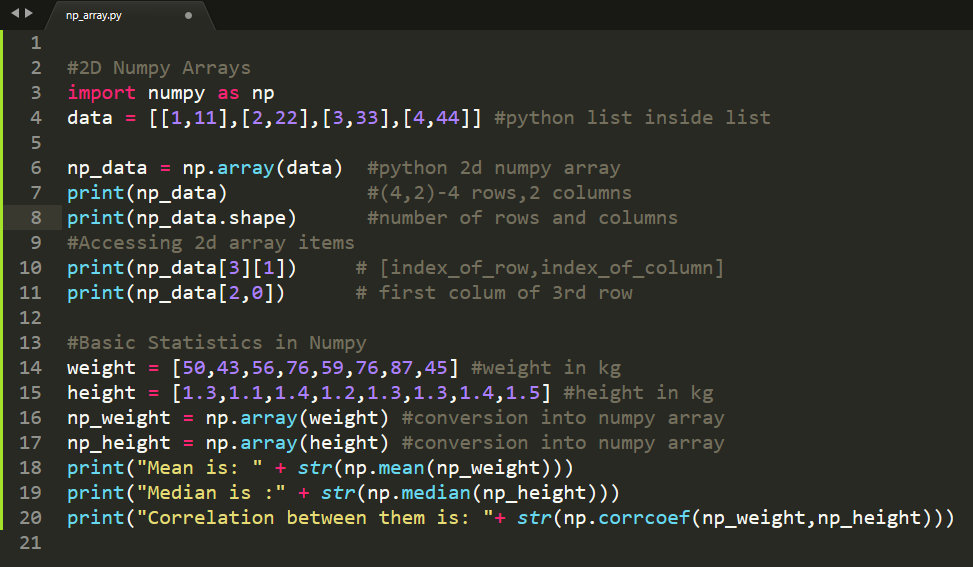 np_array.py
1
2 #2D Numpy Arrays
3 import numpy as np
4 data = [[1,11],[2,22],[3,33],[4,44]] #python list inside list
5
6 np_data = np.array(data)  #python 2d numpy array
7 print(np_data)            #(4,2)-4 rows,2 columns
8 print(np_data.shape)      #number of rows and columns
9 #Accessing 2d array items
10 print(np_data[3][1])     # [index_of_row,index_of_column]
11 print(np_data[2,0])      # first colum of 3rd row
12
13 #Basic Statistics in Numpy
14 weight = [50,43,56,76,59,76,87,45] #weight in kg
15 height = [1.3,1.1,1.4,1.2,1.3,1.3,1.4,1.5] #height in kg
16 np_weight = np.array(weight) #conversion into numpy array
17 np_height = np.array(height) #conversion into numpy array
18 print("Mean is: " + str(np.mean(np_weight)))
19 print("Median is :" + str(np.median(np_height)))
20 print("Correlation between them is: "+ str(np.corrcoef(np_weight,np_height)))
21